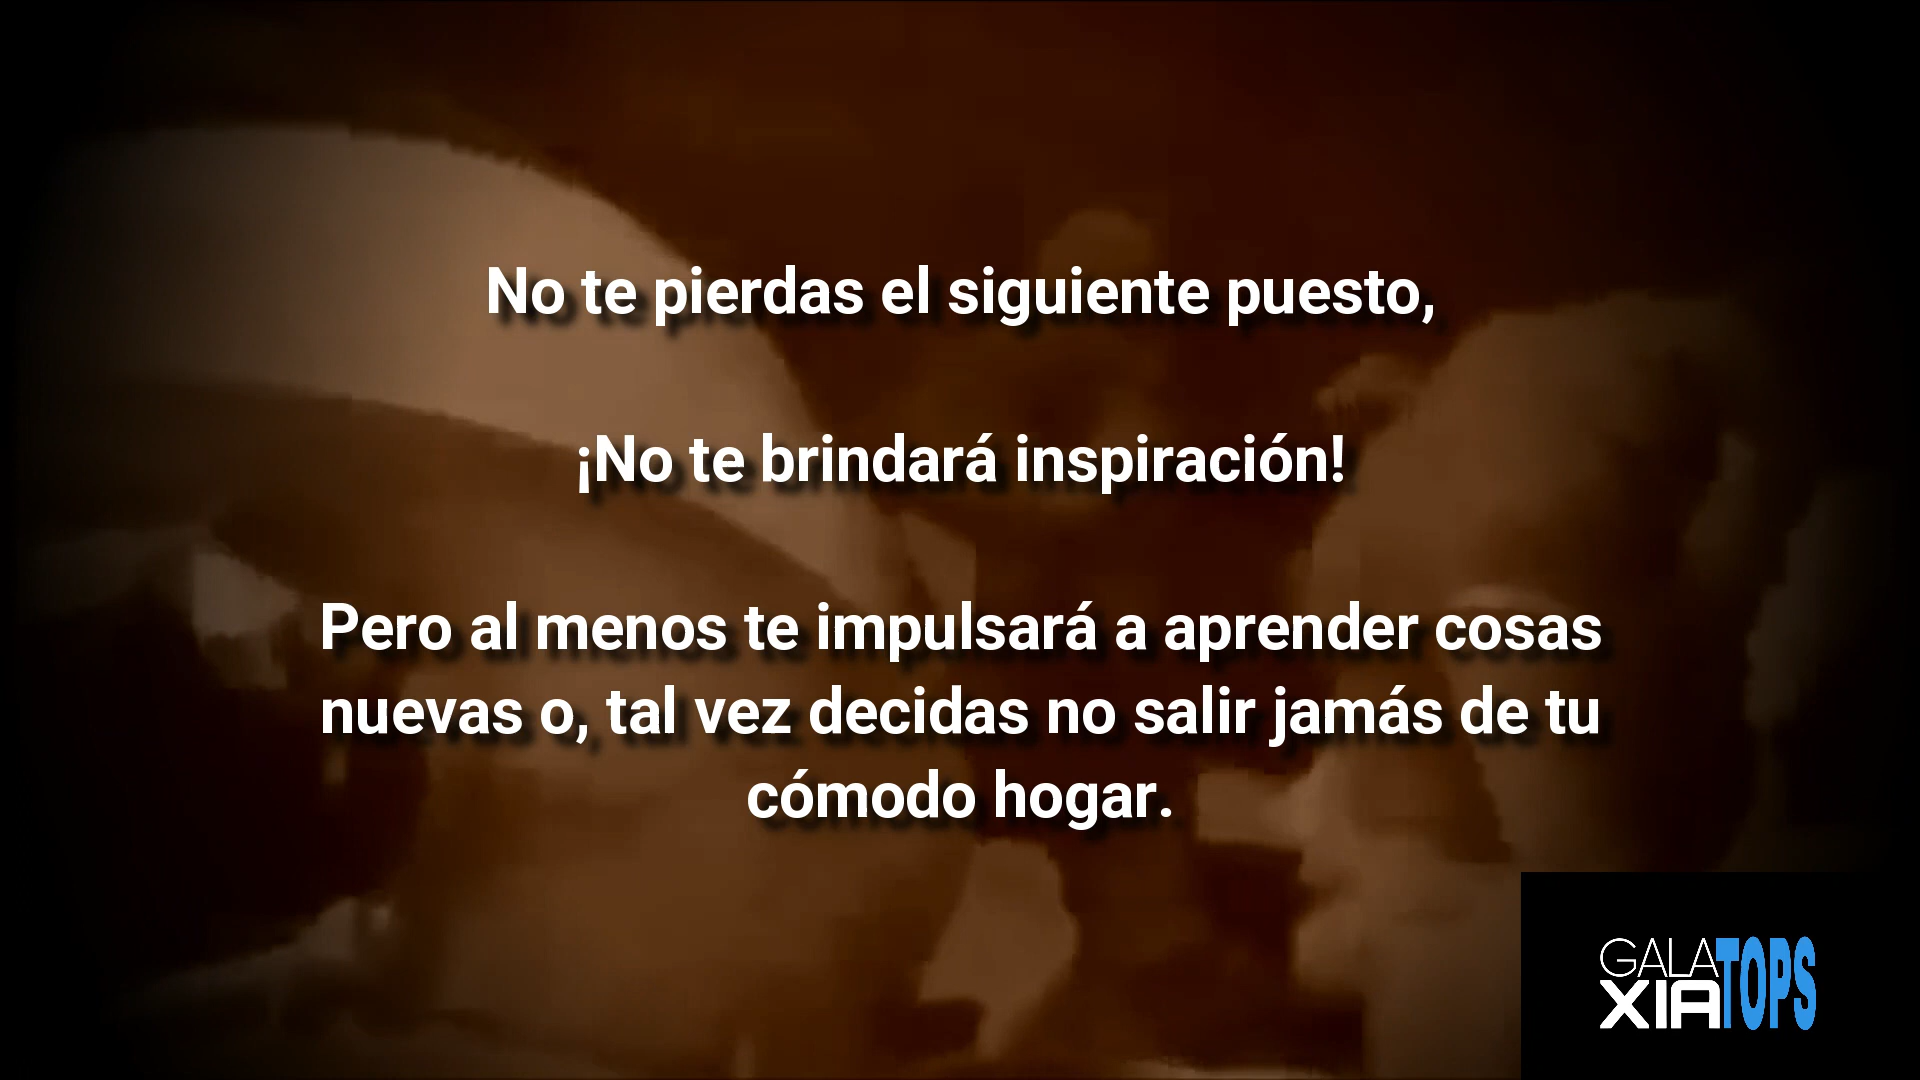 No te pierdas el siguiente puesto,
¡No te brindará inspiración!
Pero al menos te impulsará a aprender cosas
nuevas o, tal vez decidas no salir jamás de tu
cómodo hogar.
GALA
XIA TOPS